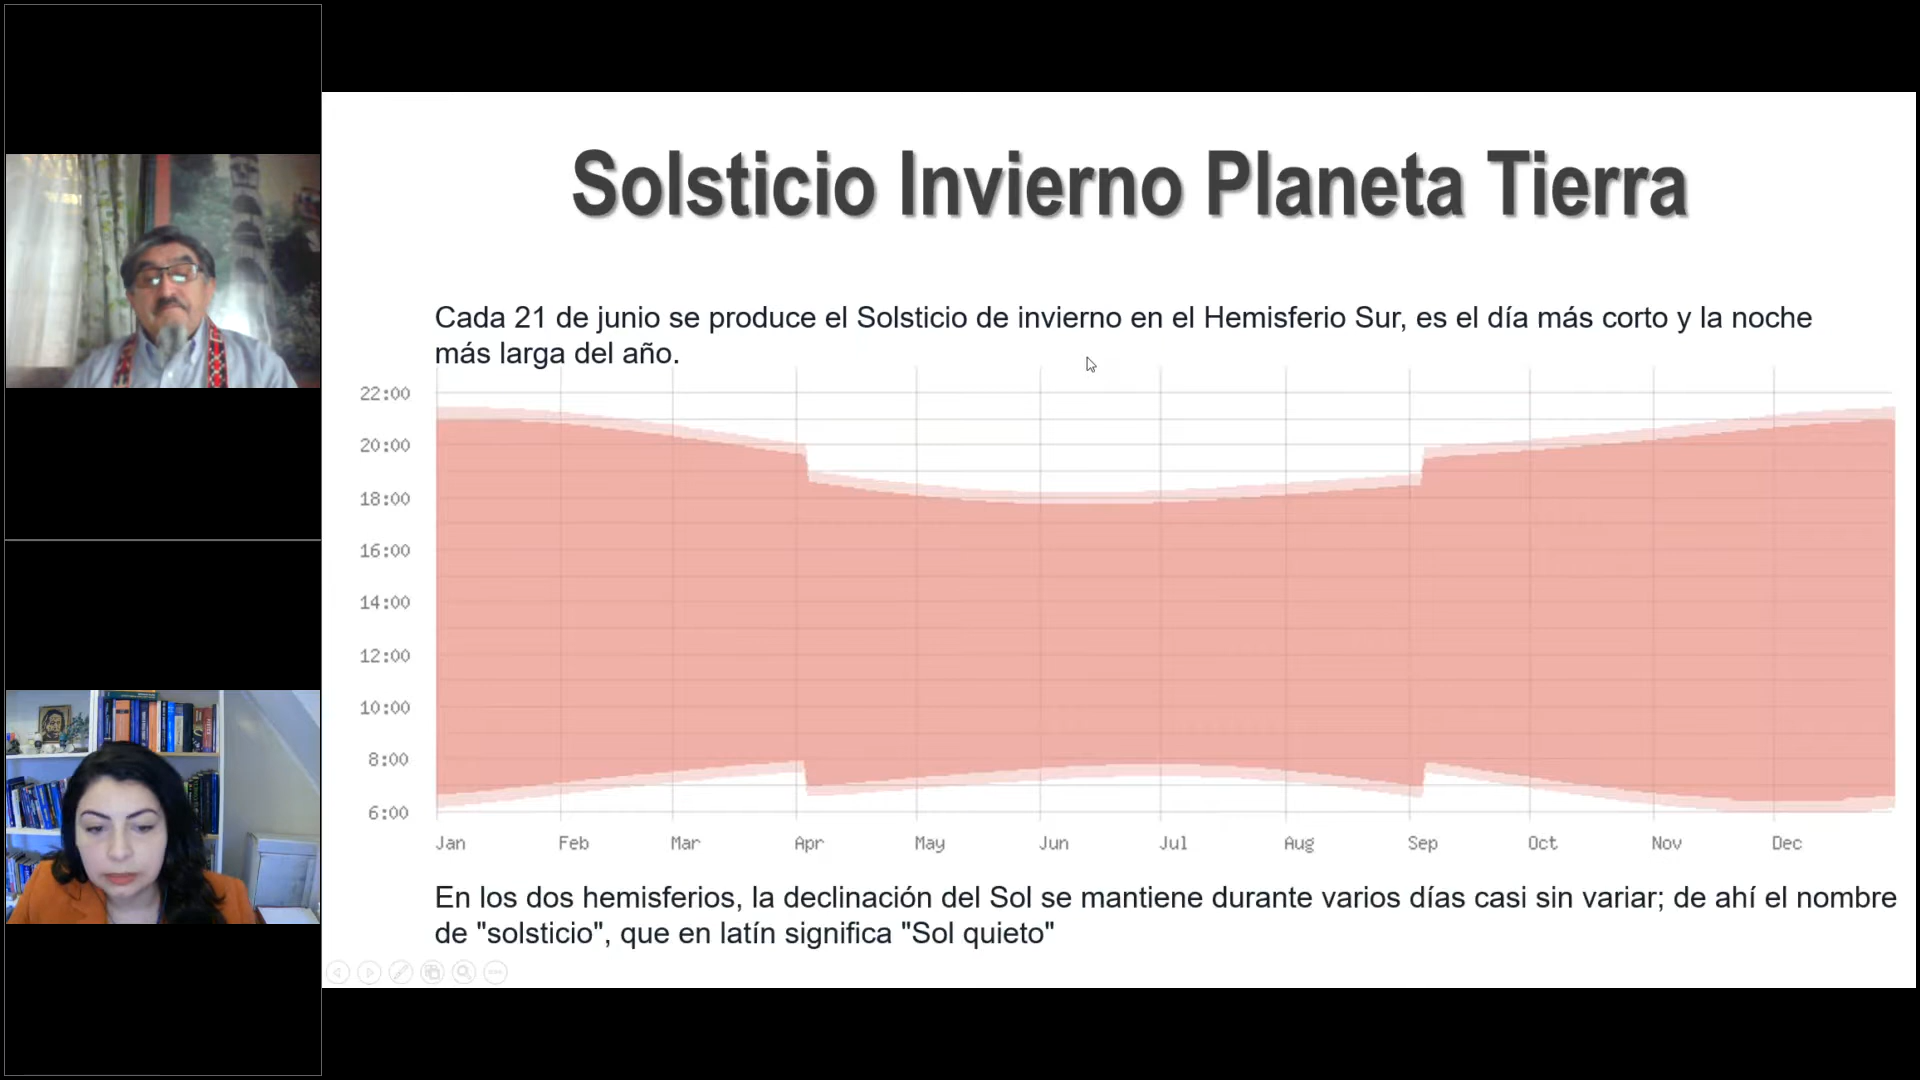 Solsticio Invierno Planeta Tierra
Cada 21 de junio se produce el Solsticio de invierno en el Hemisferio Sur, es el día más corto y la noche
más larga del año.
22:00
20:00
18:00
16:00
14:00
12:00
10:00
8:00
6:00
Jan Feb Mar Apr May Jun Jul Aug Sep Oct Nov Dec
En los dos hemisferios, la declinación del Sol se mantiene durante varios días casi sin variar; de ahí el nombre
de "solsticio", que en latín significa "Sol quieto"